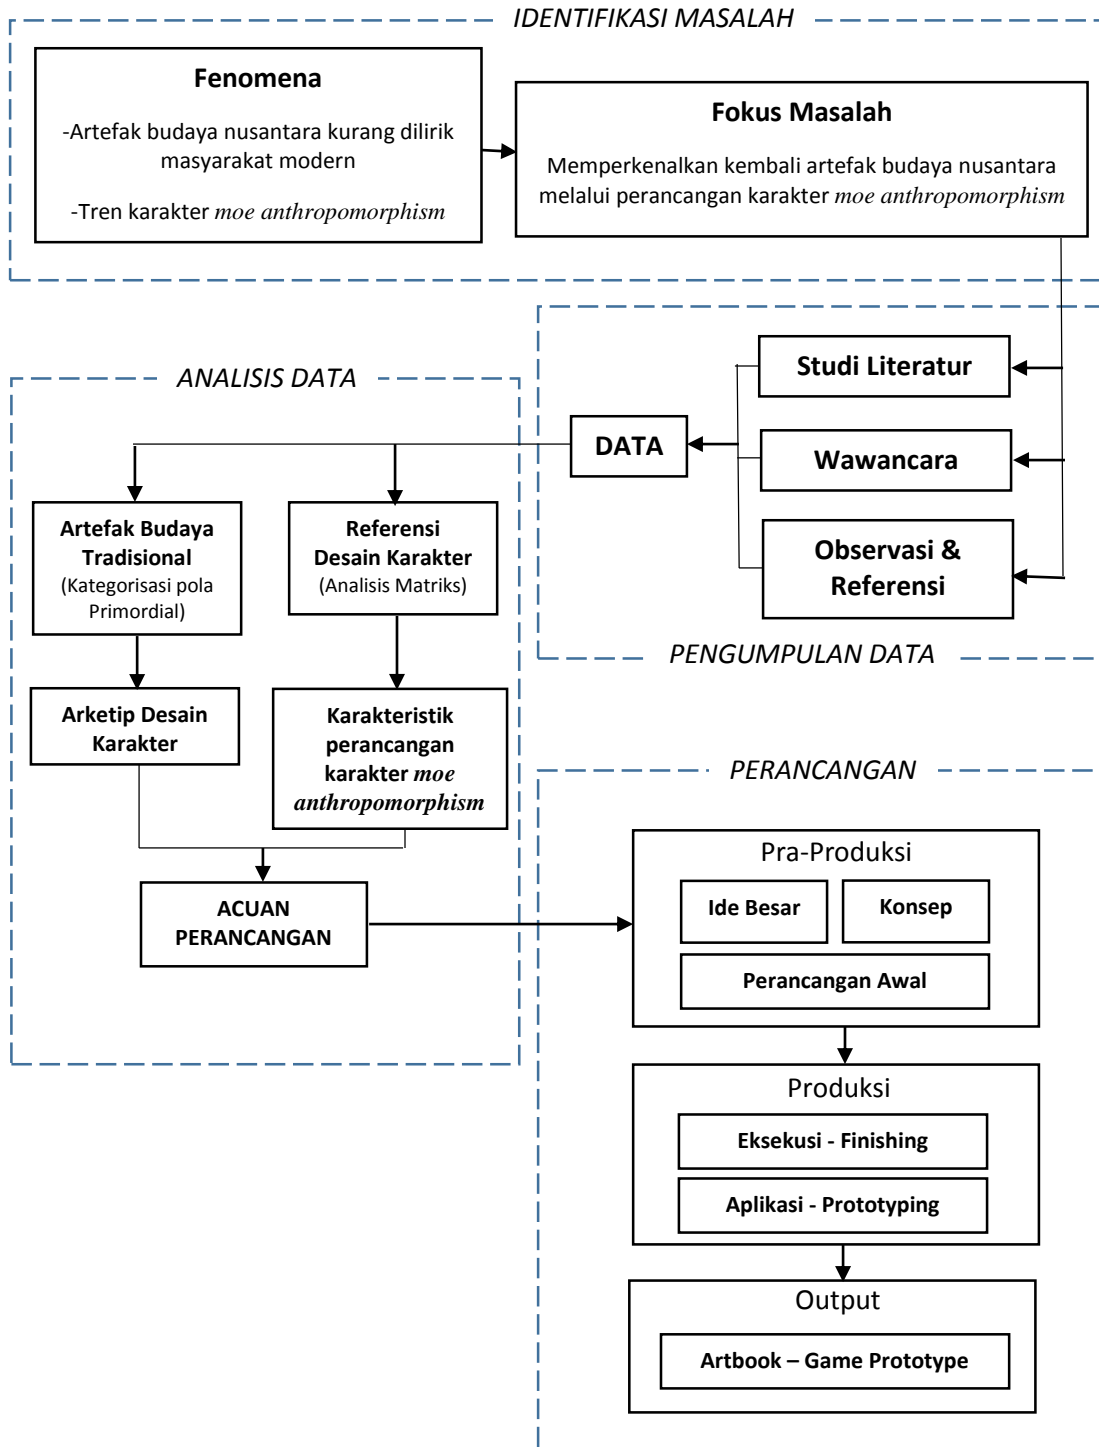 IDENTIFIKASI MASALAH
Fenomena
-Artefak budaya nusantara kurang dilirik
masyarakat modern
-Tren karakter moe anthropomorphism
Fokus Masalah
Memperkenalkan kembali artefak budaya nusantara
melalui perancangan karakter moe anthropomorphism
Studi Literatur
Wawancara
Observasi &
Referensi
DATA
PENGUMPULAN DATA
ANALISIS DATA
Artefak Budaya
Tradisional
(Kategorisasi pola
Primordial)
Referensi
Desain Karakter
(Analisis Matriks)
Arketip Desain
Karakter
Karakteristik
perancangan
karakter moe
anthropomorphism
ACUAN
PERANCANGAN
PERANCANGAN
Pra-Produksi
Ide Besar
Konsep
Perancangan Awal
Produksi
Eksekusi - Finishing
Aplikasi - Prototyping
Output
Artbook – Game Prototype